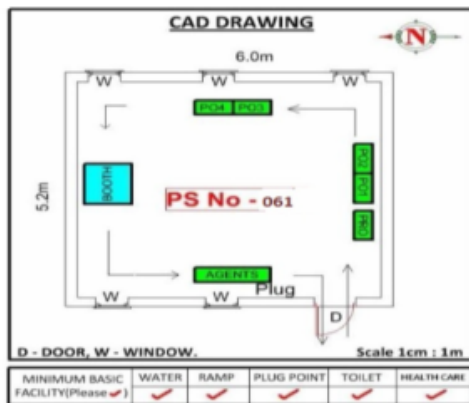 CAD DRAWING
N
6.0m
W W W
PO4 PO3
5.2m
BOOTH
PO2
PO1
PRO
PS No - 061
AGENTS
Plug
W W
D
D - DOOR, W - WINDOW. Scale 1cm : 1m
MINIMUM BASIC FACILITY(Please ✓) WATER RAMP PLUG POINT TOILET HEALTH CARE
✓ ✓ ✓ ✓ ✓